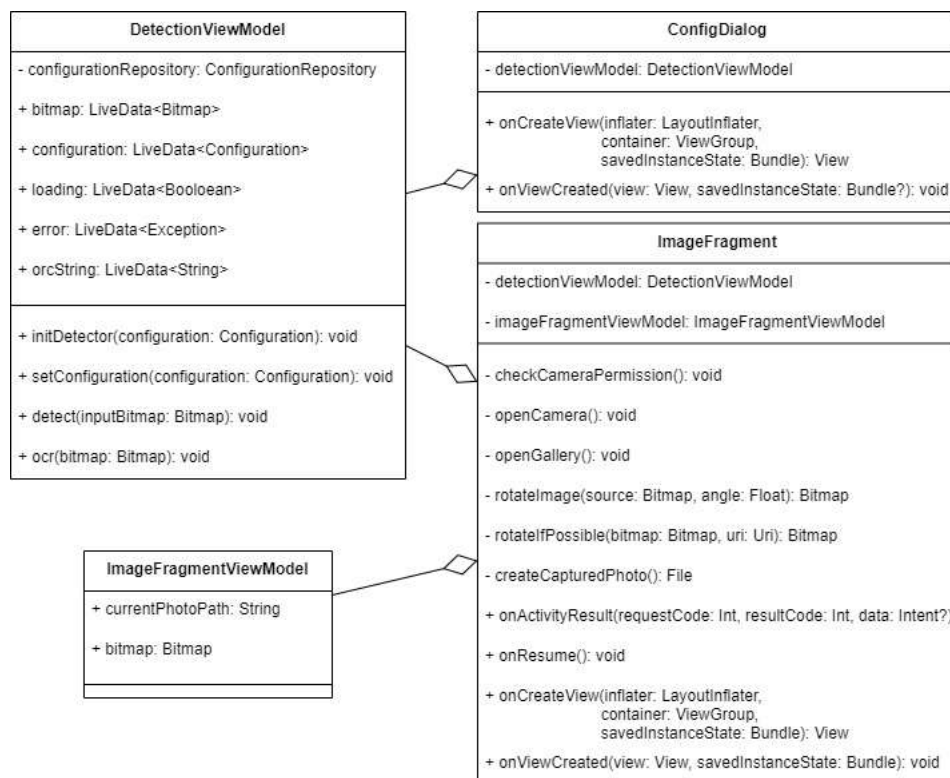 DetectionViewModel
- configurationRepository: ConfigurationRepository
+ bitmap: LiveData<Bitmap>
+ configuration: LiveData<Configuration>
+ loading: LiveData<Booloean>
+ error: LiveData<Exception>
+ orcString: LiveData<String>
+ initDetector(configuration: Configuration): void
+ setConfiguration(configuration: Configuration): void
+ detect(inputBitmap: Bitmap): void
+ ocr(bitmap: Bitmap): void
ConfigDialog
- detectionViewModel: DetectionViewModel
+ onCreateView(inflater: LayoutInflater,
container: ViewGroup,
savedInstanceState: Bundle): View
+ onViewCreated(view: View, savedInstanceState: Bundle?): void
ImageFragment
- detectionViewModel: DetectionViewModel
- imageFragmentViewModel: ImageFragmentViewModel
- checkCameraPermission(): void
- openCamera(): void
- openGallery(): void
- rotateImage(source: Bitmap, angle: Float): Bitmap
- rotateIfPossible(bitmap: Bitmap, uri: Uri): Bitmap
- createCapturedPhoto(): File
+ onActivityResult(requestCode: Int, resultCode: Int, data: Intent?)
+ onResume(): void
+ onCreateView(inflater: LayoutInflater,
container: ViewGroup,
savedInstanceState: Bundle): View
+ onViewCreated(view: View, savedInstanceState: Bundle): void
ImageFragmentViewModel
+ currentPhotoPath: String
+ bitmap: Bitmap